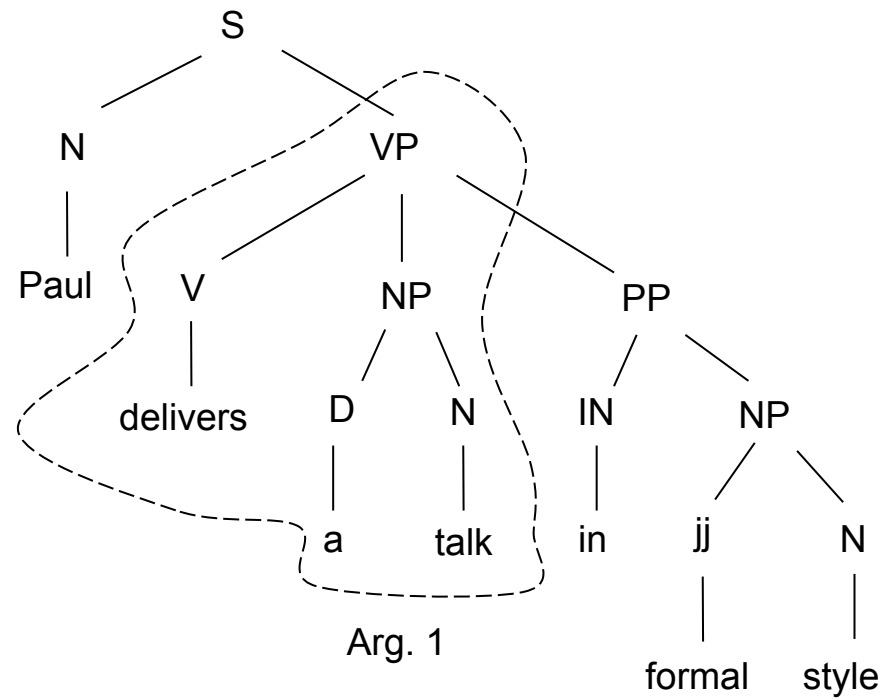 S
N VP
Paul V NP PP
delivers D N IN NP
a talk in jj N
Arg. 1
formal style